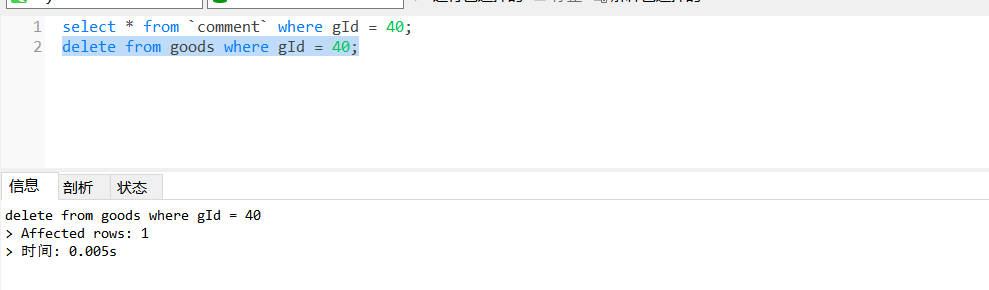 1 select * from `comment` where gId = 40;
2 delete from goods where gId = 40;
信息 剖析 状态
delete from goods where gId = 40
> Affected rows: 1
> 时间: 0.005s